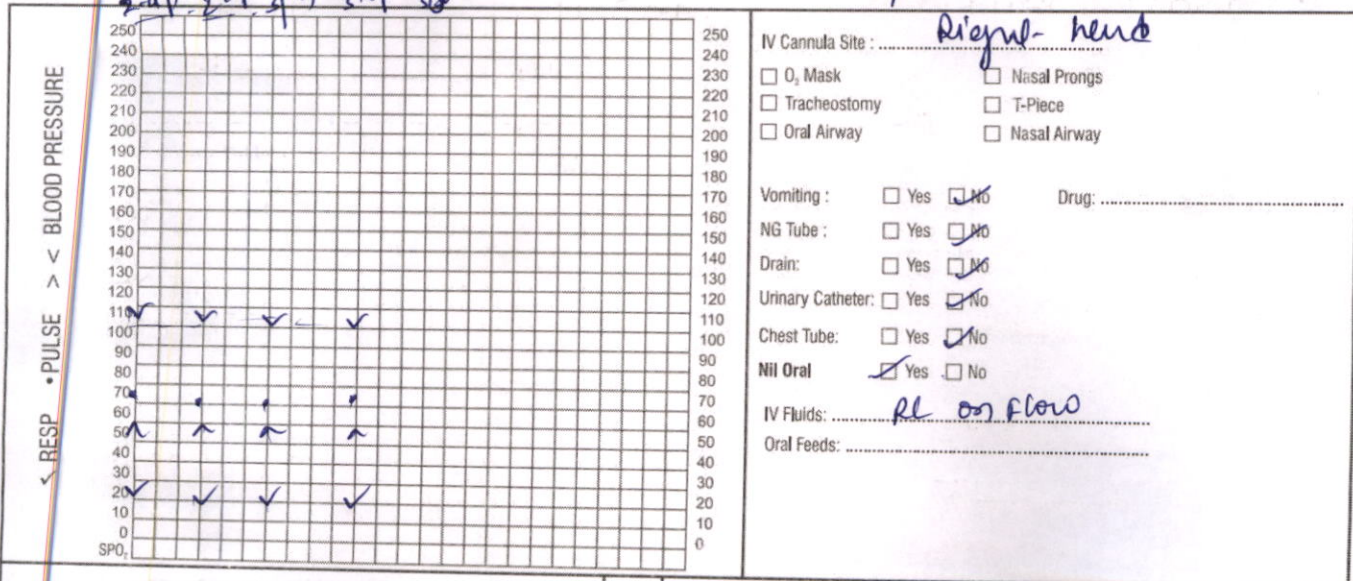 250 250
240 240
230 230
220 220
210 210
200 200
190 190
180 180
170 170
160 160
150 150
140 140
130 130
120 120
110 110
100 100
90 90
80 80
70 70
60 60
50 50
40 40
30 30
20 20
10 10
0 0
SPO₂
✓ RESP • PULSE > < BLOOD PRESSURE
IV Cannula Site :
☐ O₂ Mask ☐ Nasal Prongs
☐ Tracheostomy ☐ T-Piece
☐ Oral Airway ☐ Nasal Airway
Vomiting : ☐ Yes ☑ No Drug:
NG Tube : ☐ Yes ☑ No
Drain: ☐ Yes ☑ No
Urinary Catheter: ☐ Yes ☑ No
Chest Tube: ☐ Yes ☑ No
Nil Oral ☑ Yes ☐ No
IV Fluids: RL on Flow
Oral Feeds: